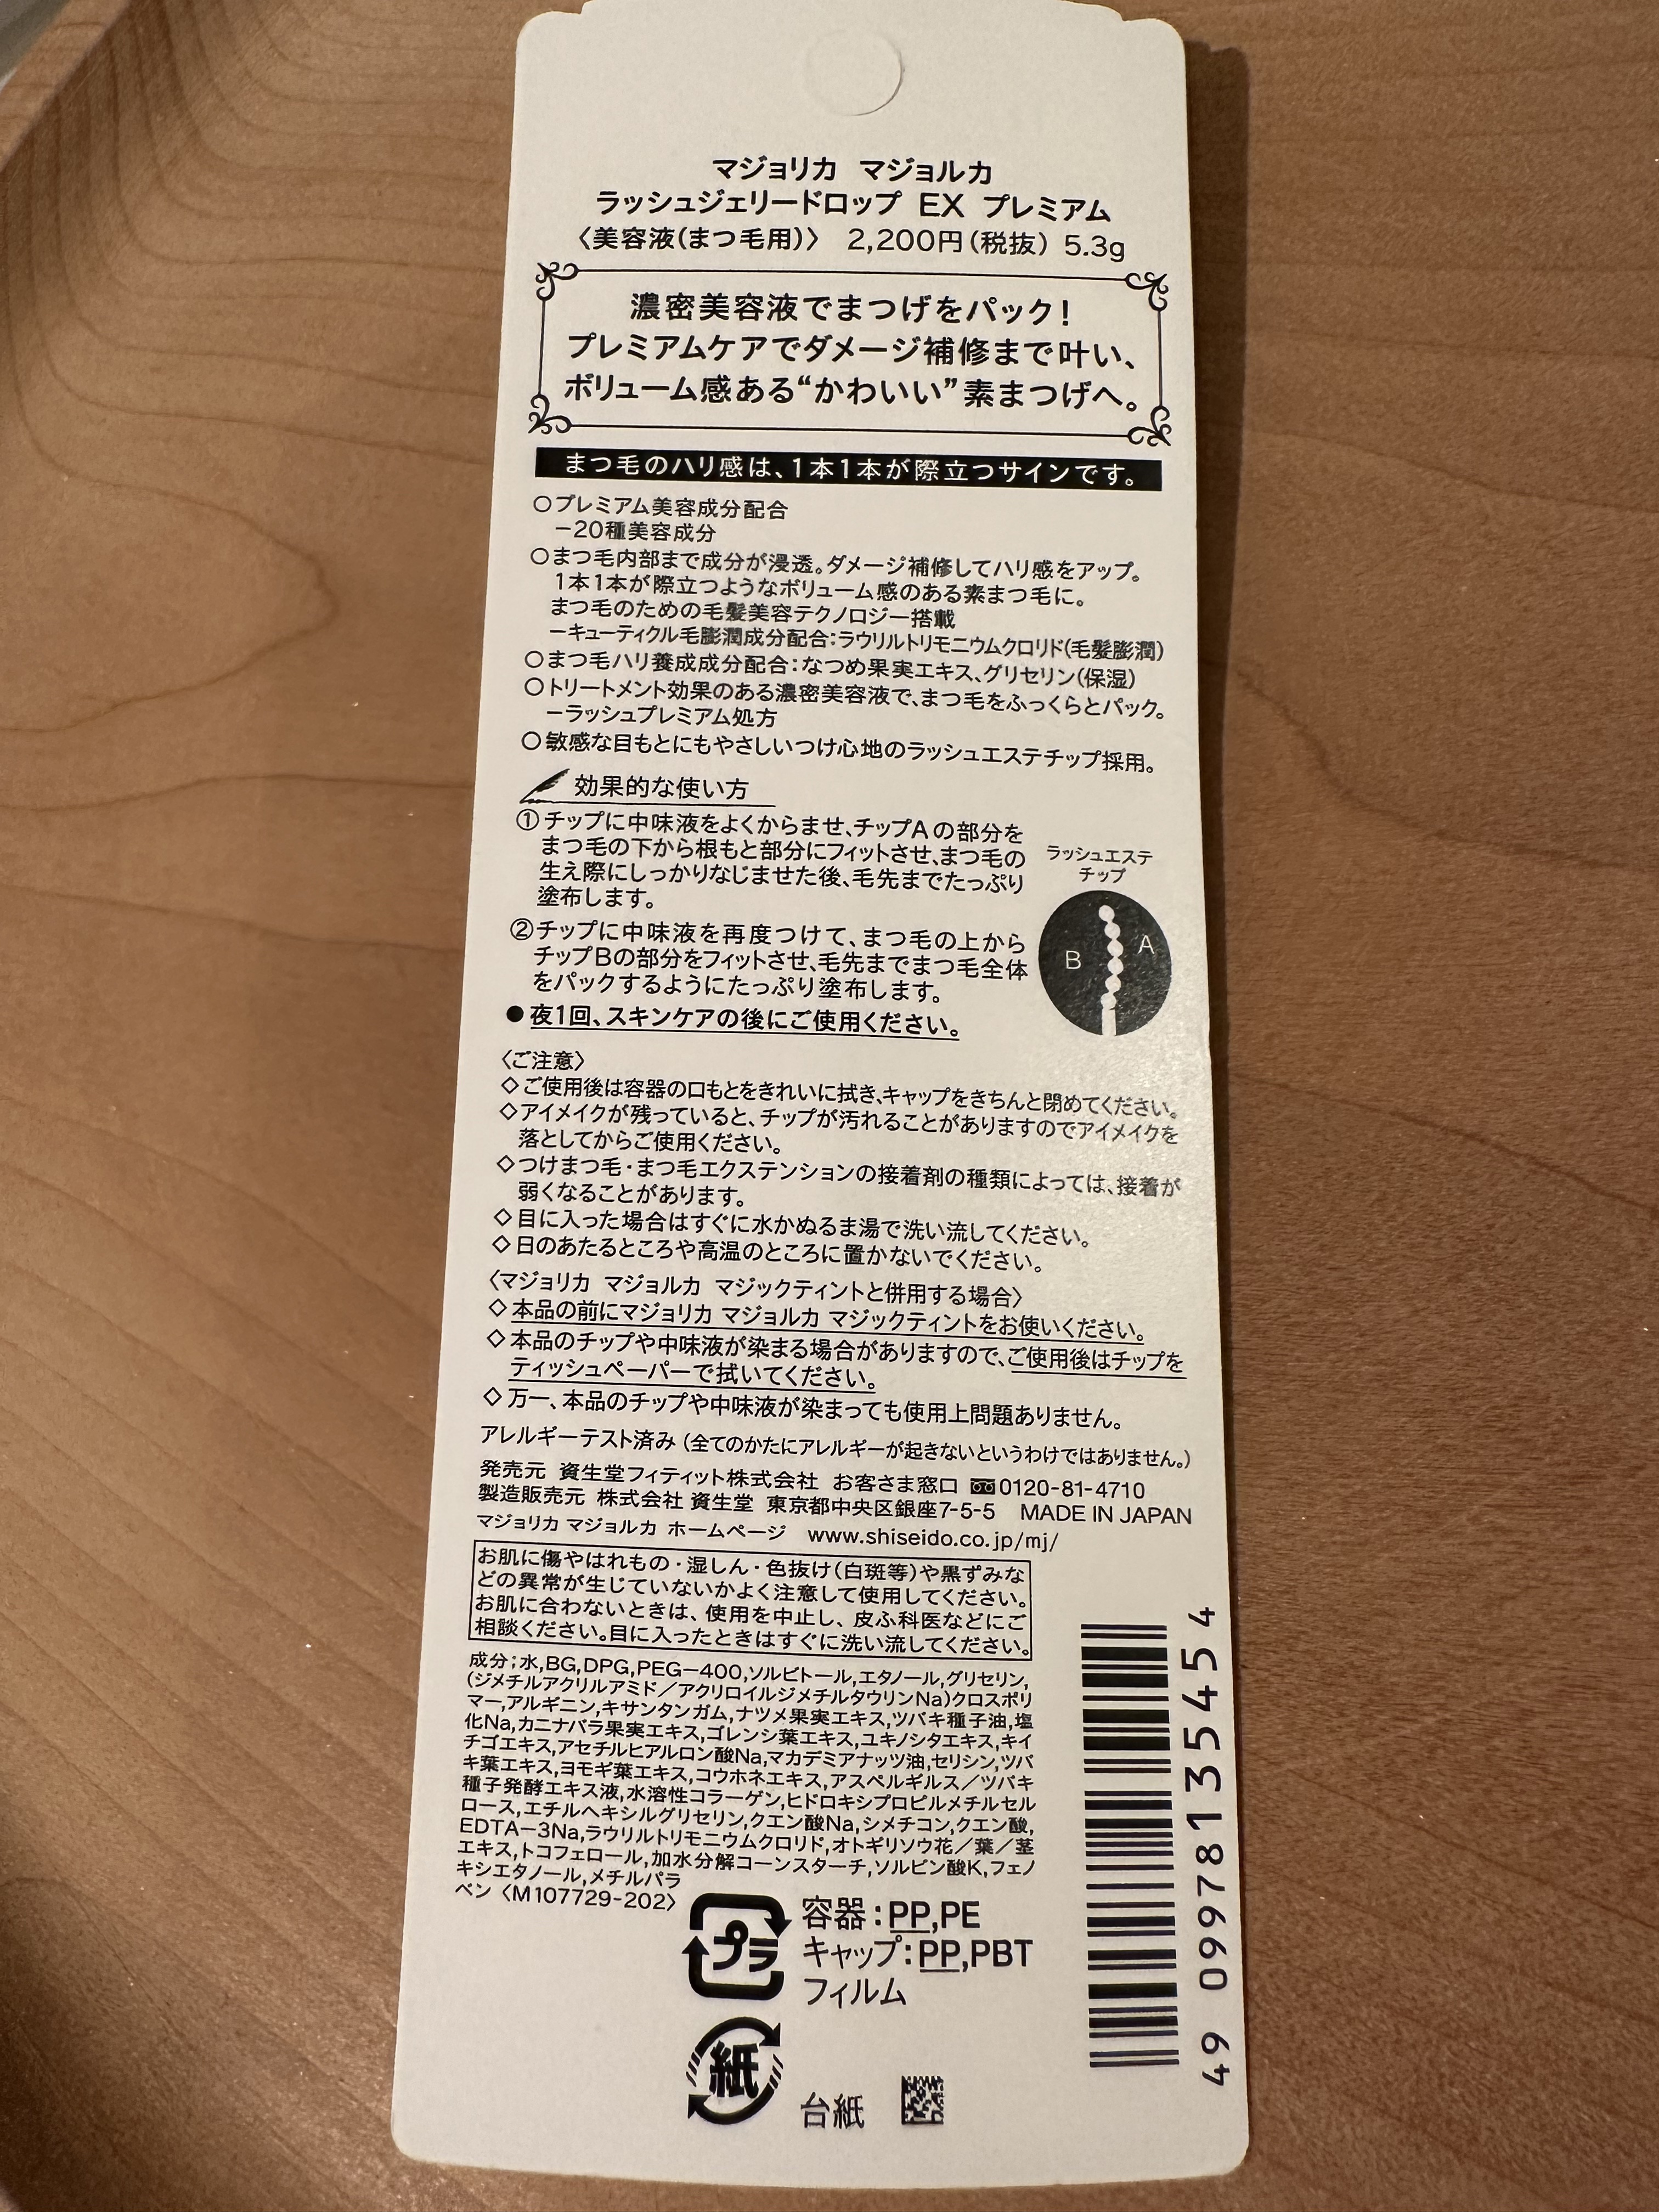 マジョリカ マジョルカ
ラッシュジェリードロップ EX プレミアム
〈美容液(まつ毛用)〉 2,200円(税抜) 5.3g
濃密美容液でまつげをパック!
プレミアムケアでダメージ補修まで叶い、
ボリューム感ある“かわいい”素まつげへ。
まつ毛のハリ感は、1本1本が際立つサインです。
○プレミアム美容成分配合
－20種美容成分
○まつ毛内部まで成分が浸透。ダメージ補修してハリ感をアップ。
1本1本が際立つようなボリューム感のある素まつ毛に。
まつ毛のための毛髪美容テクノロジー搭載
－キューティクル毛膨潤成分配合:ラウリルトリモニウムクロリド(毛髪膨潤)
○まつ毛ハリ養成成分配合:なつめ果実エキス、グリセリン(保湿)
○トリートメント効果のある濃密美容液で、まつ毛をふっくらとパック。
－ラッシュプレミアム処方
○敏感な目もとにもやさしいつけ心地のラッシュエステチップ採用。
効果的な使い方
①チップに中味液をよくからませ、チップAの部分を
まつ毛の下から根もと部分にフィットさせ、まつ毛の
生え際にしっかりなじませた後、毛先までたっぷり
塗布します。
②チップに中味液を再度つけて、まつ毛の上から
チップBの部分をフィットさせ、毛先までまつ毛全体
をパックするようにたっぷり塗布します。
●夜1回、スキンケアの後にご使用ください。
ラッシュエステ
チップ
B A
〈ご注意〉
◇ご使用後は容器の口もとをきれいに拭き、キャップをきちんと閉めてください。
◇アイメイクが残っていると、チップが汚れることがありますのでアイメイクを
落としてからご使用ください。
◇つけまつ毛・まつ毛エクステンションの接着剤の種類によっては、接着が
弱くなることがあります。
◇目に入った場合はすぐに水かぬるま湯で洗い流してください。
◇日のあたるところや高温のところに置かないでください。
〈マジョリカ マジョルカ マジックティントと併用する場合〉
◇本品の前にマジョリカ マジョルカ マジックティントをお使いください。
◇本品のチップや中味液が染まる場合がありますので、ご使用後はチップを
ティッシュペーパーで拭いてください。
◇万一、本品のチップや中味液が染まっても使用上問題ありません。
アレルギーテスト済み(全てのかたにアレルギーが起きないというわけではありません。)
発売元 資生堂フィティット株式会社 お客さま窓口 0120-81-4710
製造販売元 株式会社 資生堂 東京都中央区銀座7-5-5 MADE IN JAPAN
マジョリカ マジョルカ ホームページ www.shiseido.co.jp/mj/
お肌に傷やはれもの・湿しん・色抜け(白斑等)や黒ずみな
どの異常が生じていないかよく注意して使用してください。
お肌に合わないときは、使用を中止し、皮ふ科医などにご
相談ください。目に入ったときはすぐに洗い流してください。
成分;水,BG,DPG,PEG－400,ソルビトール,エタノール,グリセリン,
(ジメチルアクリルアミド／アクリロイルジメチルタウリンNa)クロスポリ
マー,アルギニン,キサンタンガム,ナツメ果実エキス,ツバキ種子油,塩
化Na,カニナバラ果実エキス,ゴレンシ葉エキス,ユキノシタエキス,キイ
チゴエキス,アセチルヒアルロン酸Na,マカデミアナッツ油,セリシン,ツバ
キ葉エキス,ヨモギ葉エキス,コウホネエキス,アスペルギルス／ツバキ
種子発酵エキス液,水溶性コラーゲン,ヒドロキシプロピルメチルセル
ロース,エチルヘキシルグリセリン,クエン酸Na,シメチコン,クエン酸,
EDTA－3Na,ラウリルトリモニウムクロリド,オトギリソウ花／葉／茎
エキス,トコフェロール,加水分解コーンスターチ,ソルビン酸K,フェノ
キシエタノール,メチルパラ
ベン〈M107729-202〉
プラ
容器:PP,PE
キャップ:PP,PBT
フィルム
紙
台紙
4909978135454